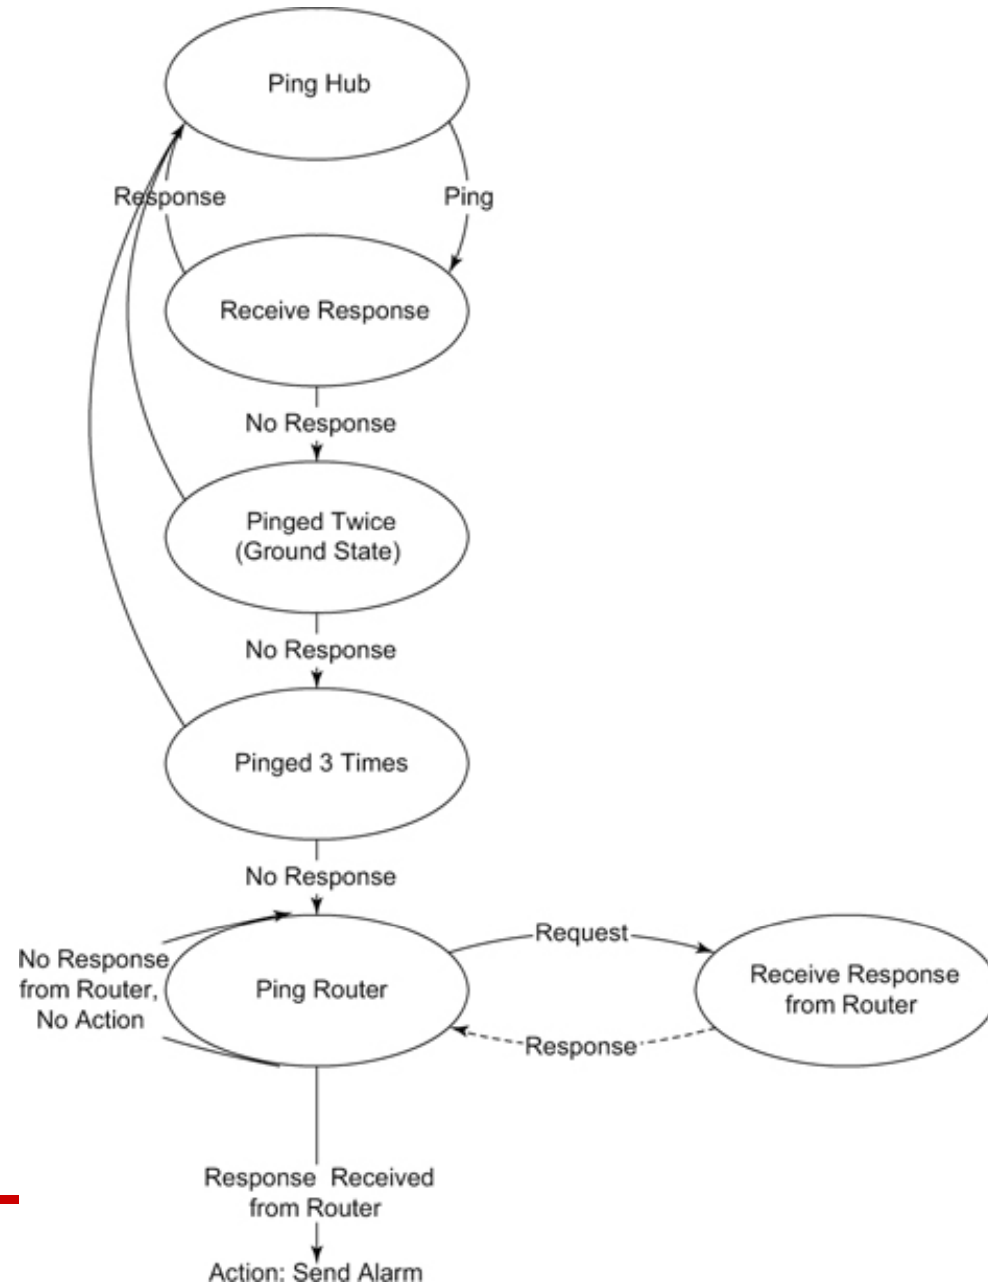 Ping Hub
Response
Ping
Receive Response
No Response
Pinged Twice
(Ground State)
No Response
Pinged 3 Times
No Response
No Response
from Router,
No Action
Ping Router
Request
Response
Receive Response
from Router
Response Received
from Router
Action: Send Alarm